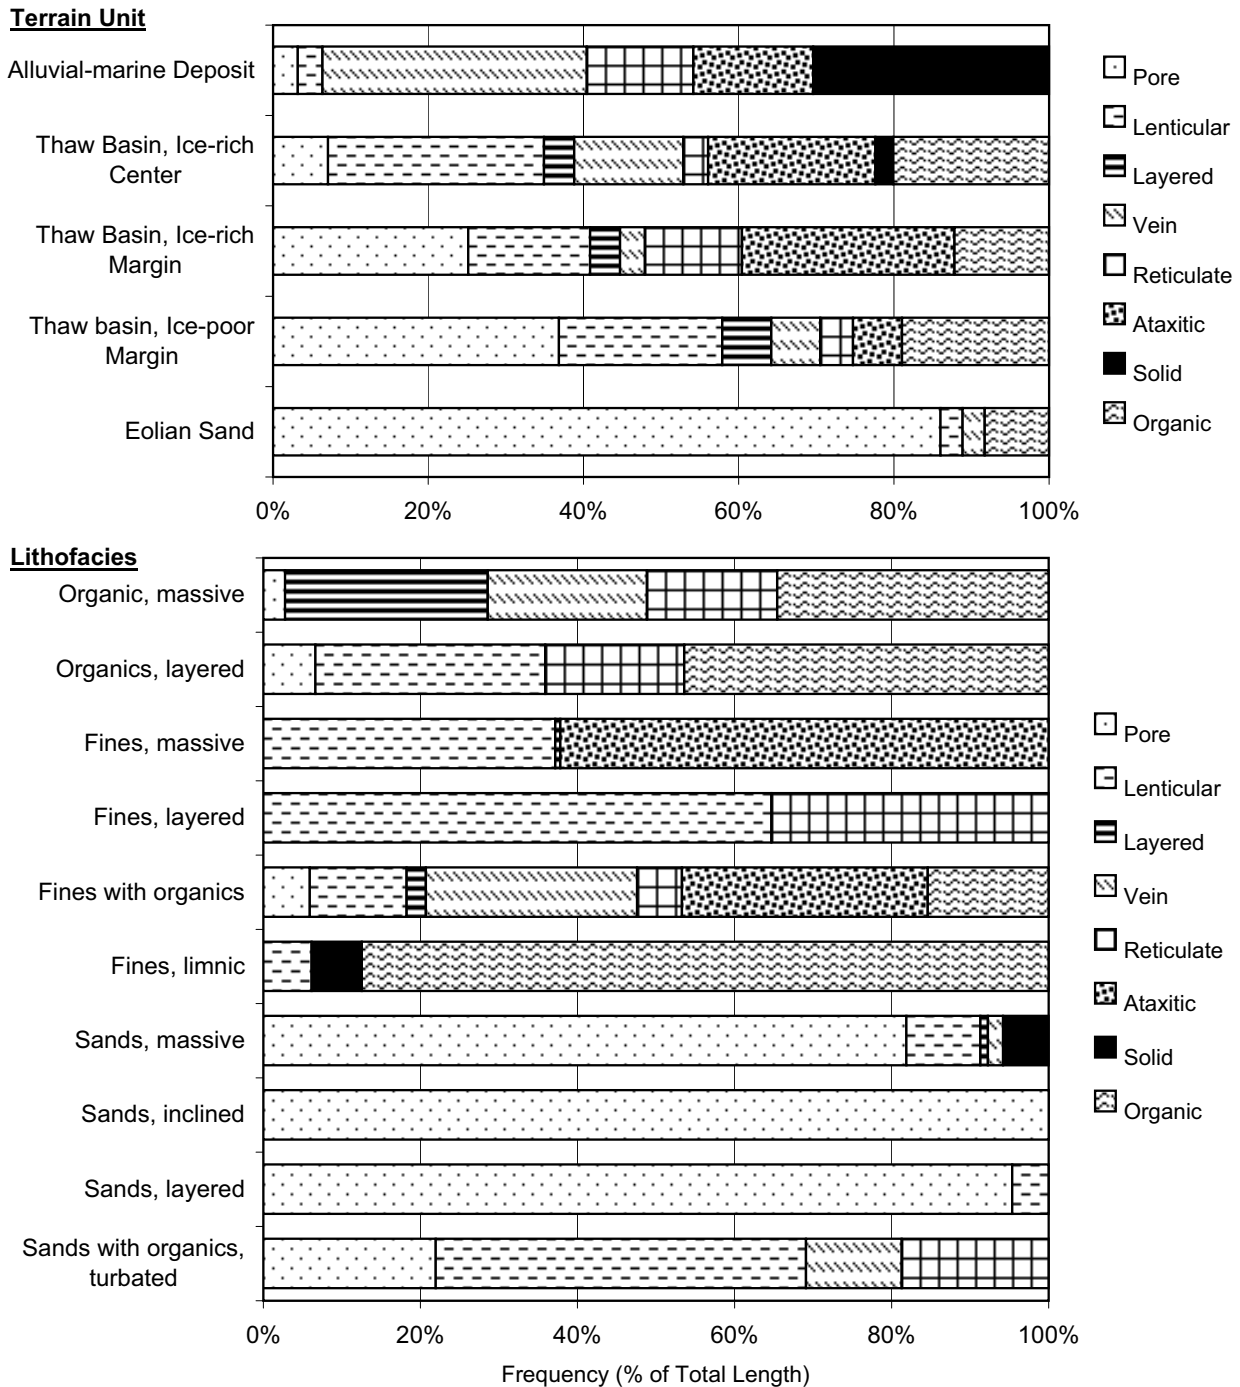 Terrain Unit
Alluvial-marine Deposit
Thaw Basin, Ice-rich
Center
Thaw Basin, Ice-rich
Margin
Thaw basin, Ice-poor
Margin
Eolian Sand
0% 20% 40% 60% 80% 100%
Pore
Lenticular
Layered
Vein
Reticulate
Ataxitic
Solid
Organic
Lithofacies
Organic, massive
Organics, layered
Fines, massive
Fines, layered
Fines with organics
Fines, limnic
Sands, massive
Sands, inclined
Sands, layered
Sands with organics,
turbated
0% 20% 40% 60% 80% 100%
Frequency (% of Total Length)
Pore
Lenticular
Layered
Vein
Reticulate
Ataxitic
Solid
Organic